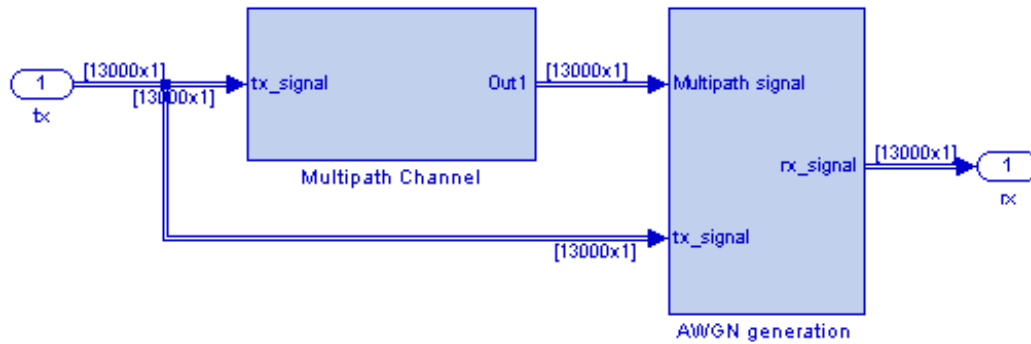 [13000x1]
1
tx
[13000x1]
tx_signal
Out1
Multipath Channel
[13000x1]
Multipath signal
rx_signal
[13000x1]
1
rx
tx_signal
[13000x1]
AWGN generation